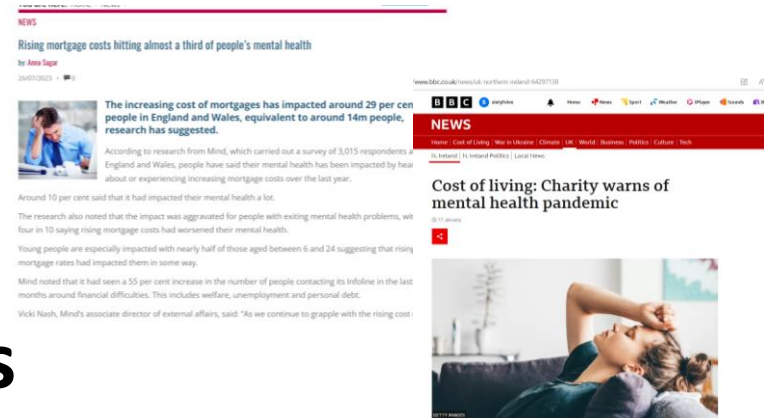 NEWS
Rising mortgage costs hitting almost a third of people's mental health
by: Anna Sagar
26/07/2023
0
The increasing cost of mortgages has impacted around 29 per cen
people in England and Wales, equivalent to around 14m people,
research has suggested.
According to research from Mind, which carried out a survey of 3,015 respondents a
England and Wales, people have said their mental health has been impacted by hear
about or experiencing increasing mortgage costs over the last year.
Around 10 per cent said that it had impacted their mental health a lot.
The research also noted that the impact was aggravated for people with exiting mental health problems, wit
four in 10 saying rising mortgage costs had worsened their mental health.
Young people are especially impacted with nearly half of those aged between 6 and 24 suggesting that rising
mortgage rates had impacted them in some way.
Mind noted that it had seen a 55 per cent increase in the number of people contacting its Infoline in the last
months around financial difficulties. This includes welfare, unemployment and personal debt.
Vicki Nash, Mind's associate director of external affairs, said: "As we continue to grapple with the rising cost
s
www.bbc.co.uk/news/uk-northern-ireland-64297138
BBC
Home News Sport Weather iPlayer Sounds
NEWS
Home Cost of Living War in Ukraine Climate UK World Business Politics Culture Tech
N. Ireland N. Ireland Politics Local News
Cost of living: Charity warns of
mental health pandemic
17 January
GETTY IMAGES